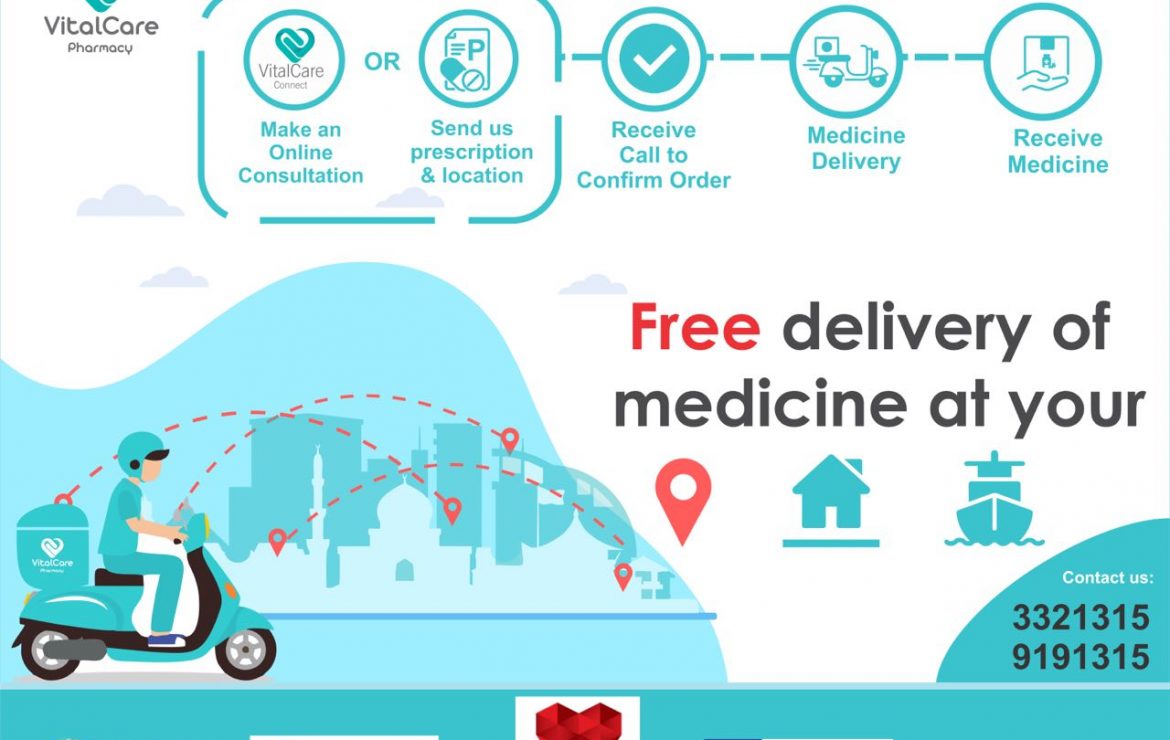 VitalCare
Pharmacy
VitalCare
Connect
OR
P
Make an
Online
Consultation
Send us
prescription
& location
Receive
Call to
Confirm Order
Medicine
Delivery
Receive
Medicine
Free delivery of
medicine at your
VitalCare
Pharmacy
Contact us:
3321315
9191315